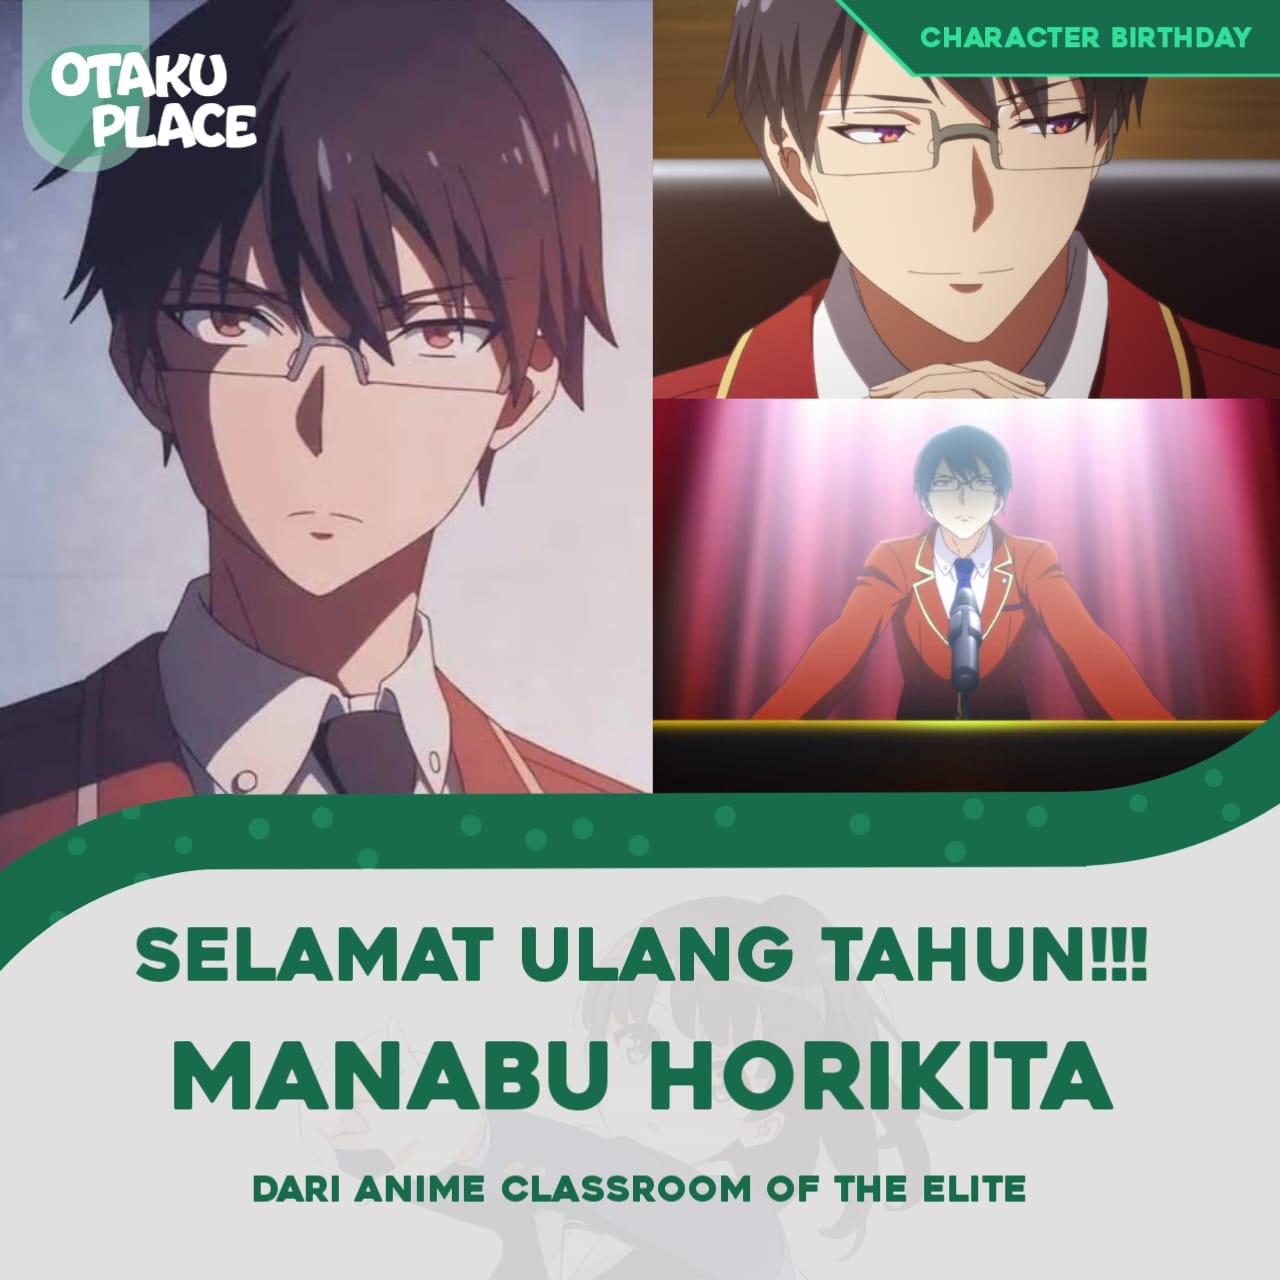 OTAKU
PLACE
CHARACTER BIRTHDAY
SELAMAT ULANG TAHUN!!!
MANABU HORIKITA
DARI ANIME CLASSROOM OF THE ELITE